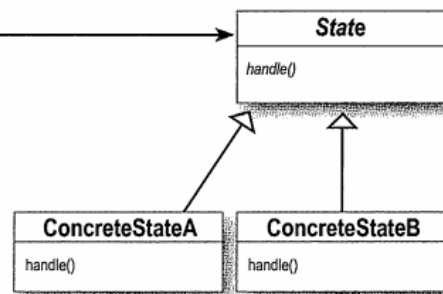 State
handle()
ConcreteStateA
ConcreteStateB
handle()
handle()